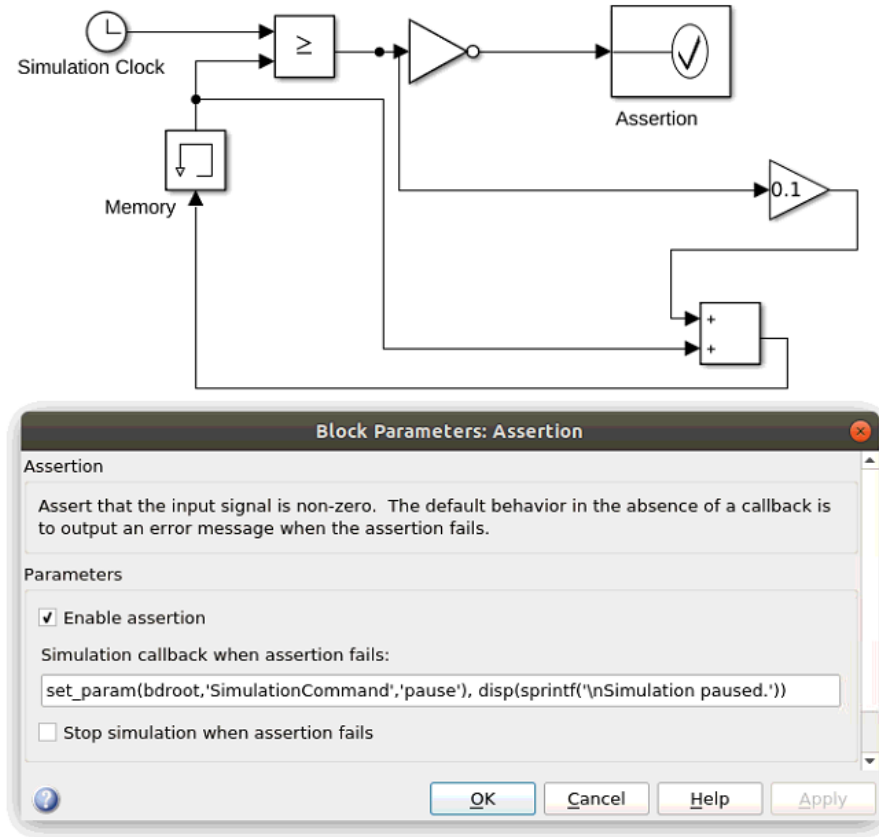 Simulation Clock
≥
Assertion
Memory
0.1
+
+
Block Parameters: Assertion
Assertion
Assert that the input signal is non-zero.  The default behavior in the absence of a callback is
to output an error message when the assertion fails.
Parameters
Enable assertion
Simulation callback when assertion fails:
set_param(bdroot,'SimulationCommand','pause'), disp(sprintf('\nSimulation paused.'))
Stop simulation when assertion fails
?
OK
Cancel
Help
Apply